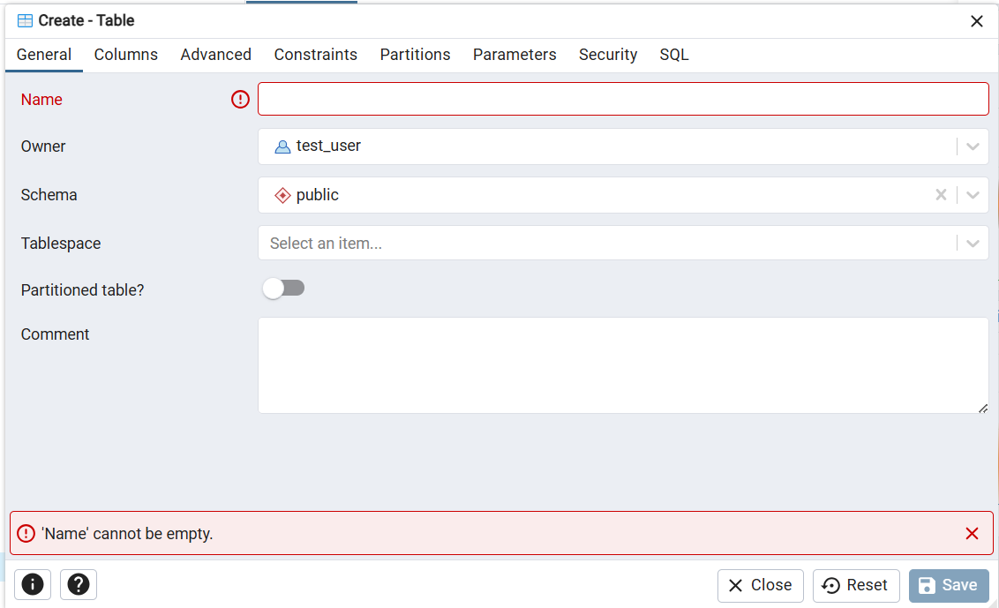 Create - Table
General Columns Advanced Constraints Partitions Parameters Security SQL
Name
Owner test_user
Schema public
Tablespace Select an item...
Partitioned table?
Comment
'Name' cannot be empty.
Close Reset Save